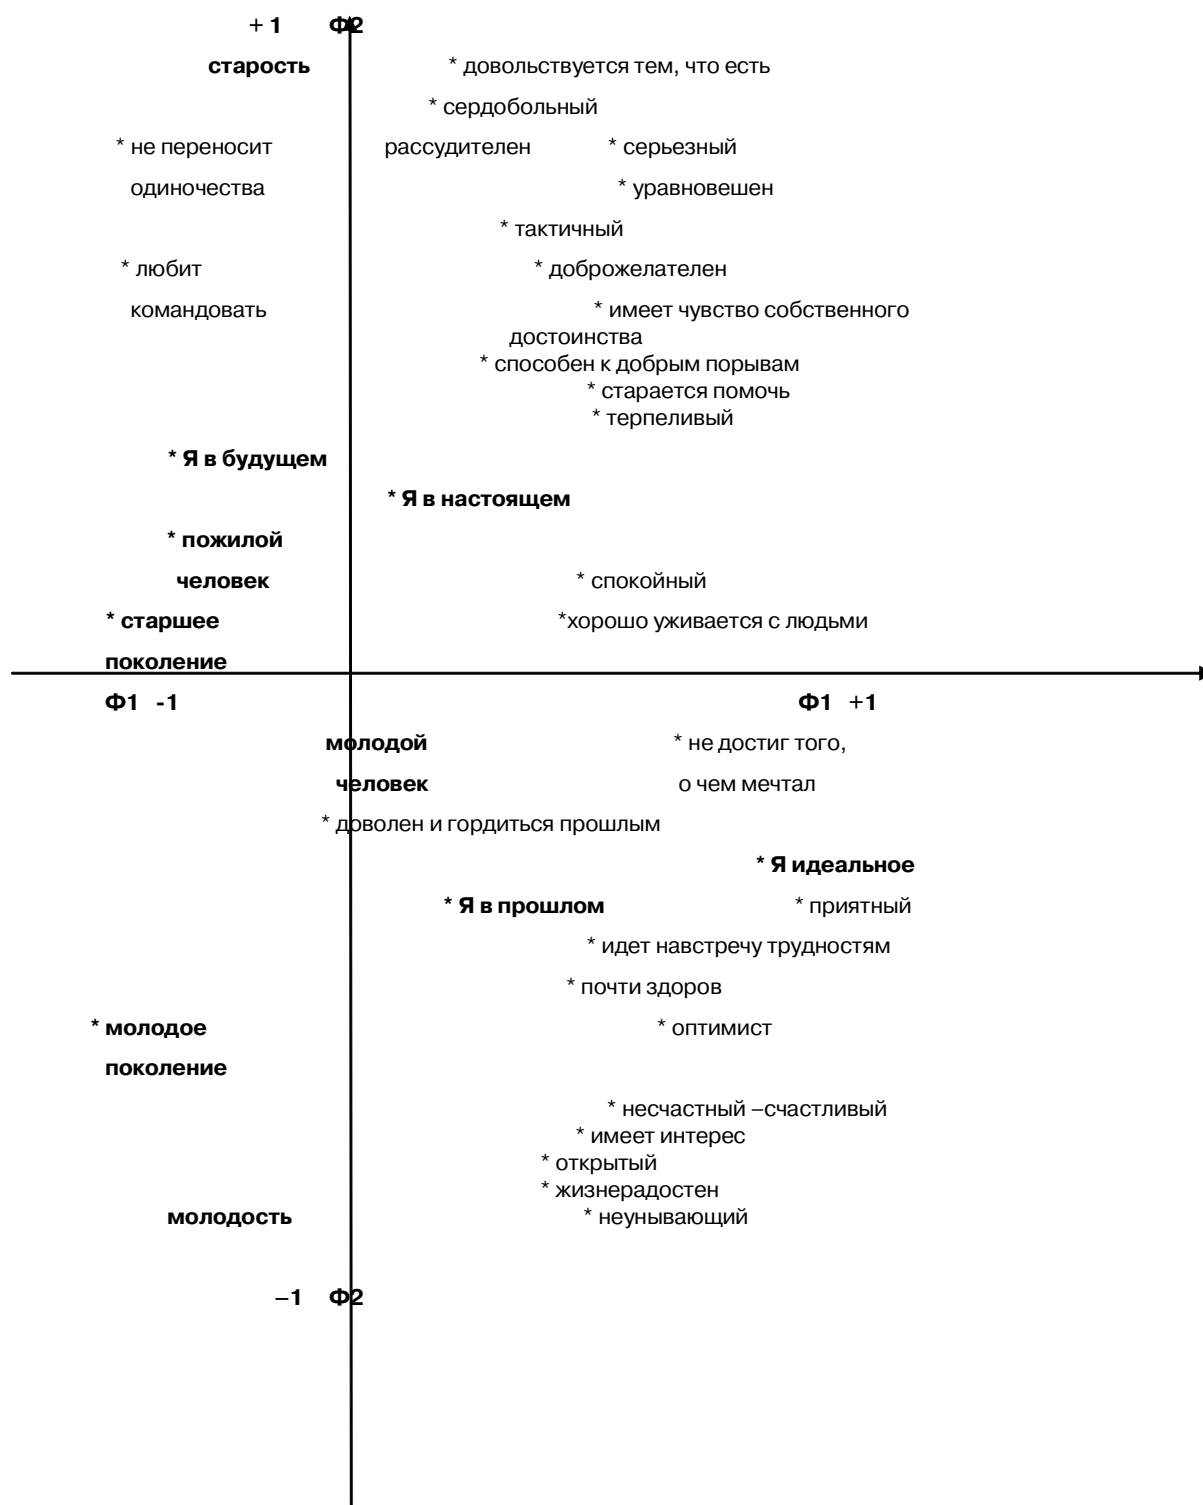 + 1 Ф2
старость * довольствуется тем, что есть
* сердобольный
* не переносит рассудителен * серьезный
одиночества * уравновешен
* тактичный
* любит * доброжелателен
командовать * имеет чувство собственного
достоинства
* способен к добрым порывам
* старается помочь
* терпеливый
* Я в будущем
* Я в настоящем
* пожилой
человек * спокойный
* старшее *хорошо уживается с людьми
поколение
Ф1 -1 Ф1 +1
молодой * не достиг того,
человек о чем мечтал
* доволен и гордиться прошлым
* Я идеальное
* Я в прошлом * приятный
* идет навстречу трудностям
* почти здоров
* молодое * оптимист
поколение
* несчастный –счастливый
* имеет интерес
* открытый
* жизнерадостен
молодость * неунывающий
–1 Ф2